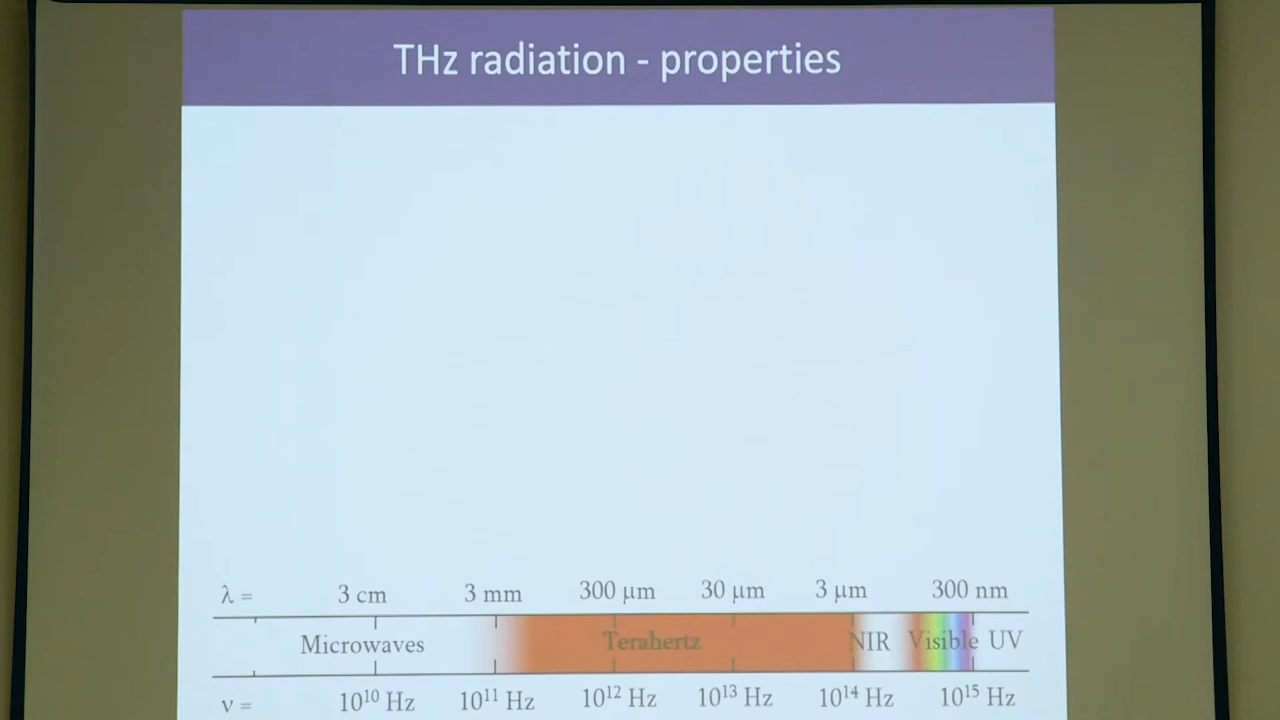 THz radiation - properties
λ = 3 cm 3 mm 300 μm 30 μm 3 μm 300 nm
Microwaves Terahertz NIR Visible UV
ν = 10¹⁰ Hz 10¹¹ Hz 10¹² Hz 10¹³ Hz 10¹⁴ Hz 10¹⁵ Hz